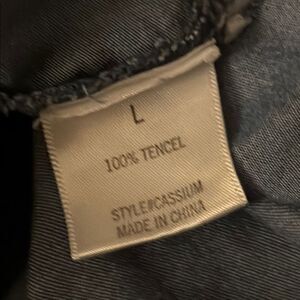 L
100% TENCEL
STYLE#CASSIUM
MADE IN CHINA